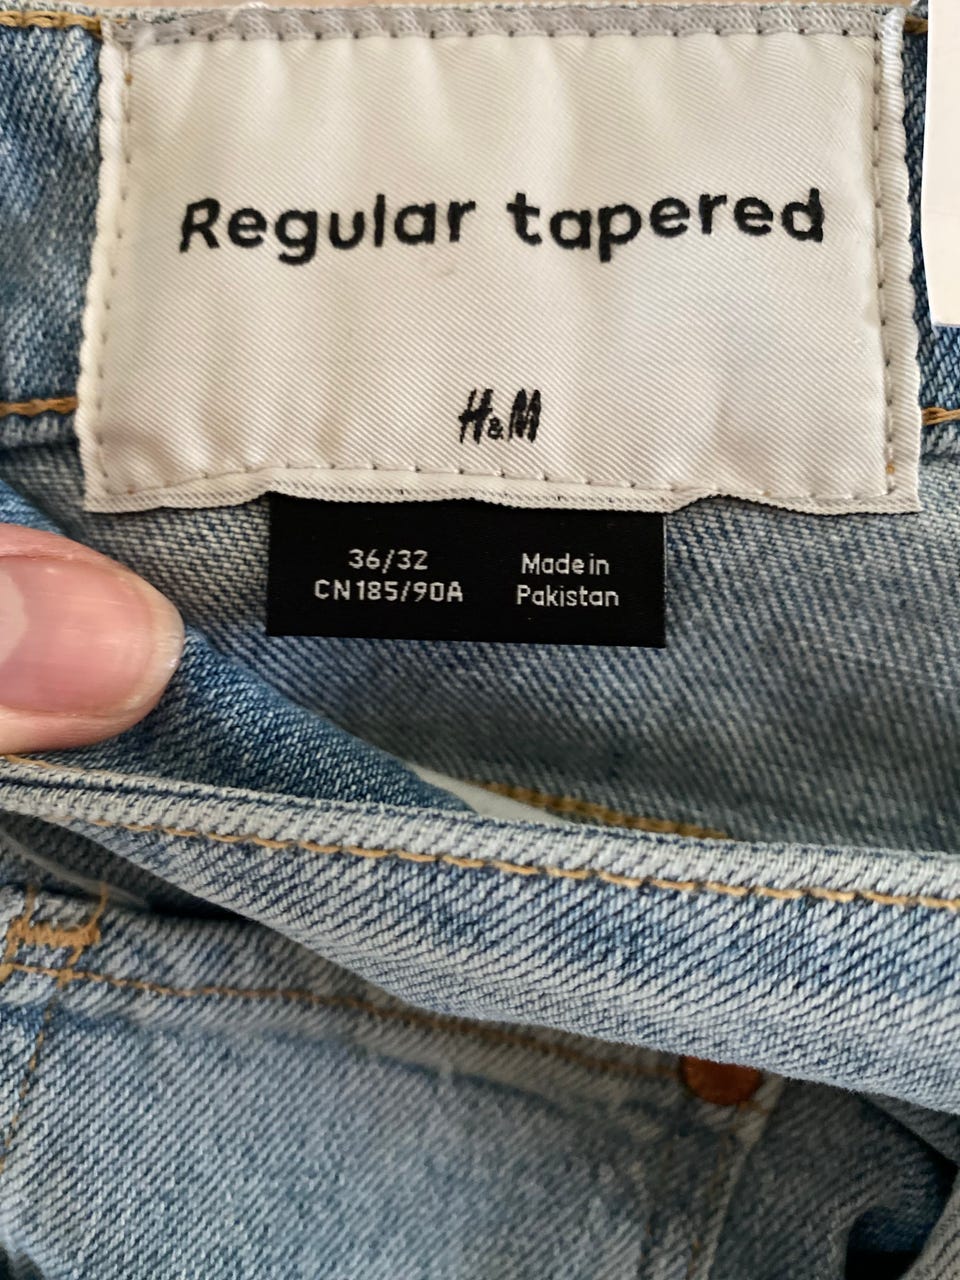 Regular tapered
H&M
36/32
CN185/90A
Made in
Pakistan